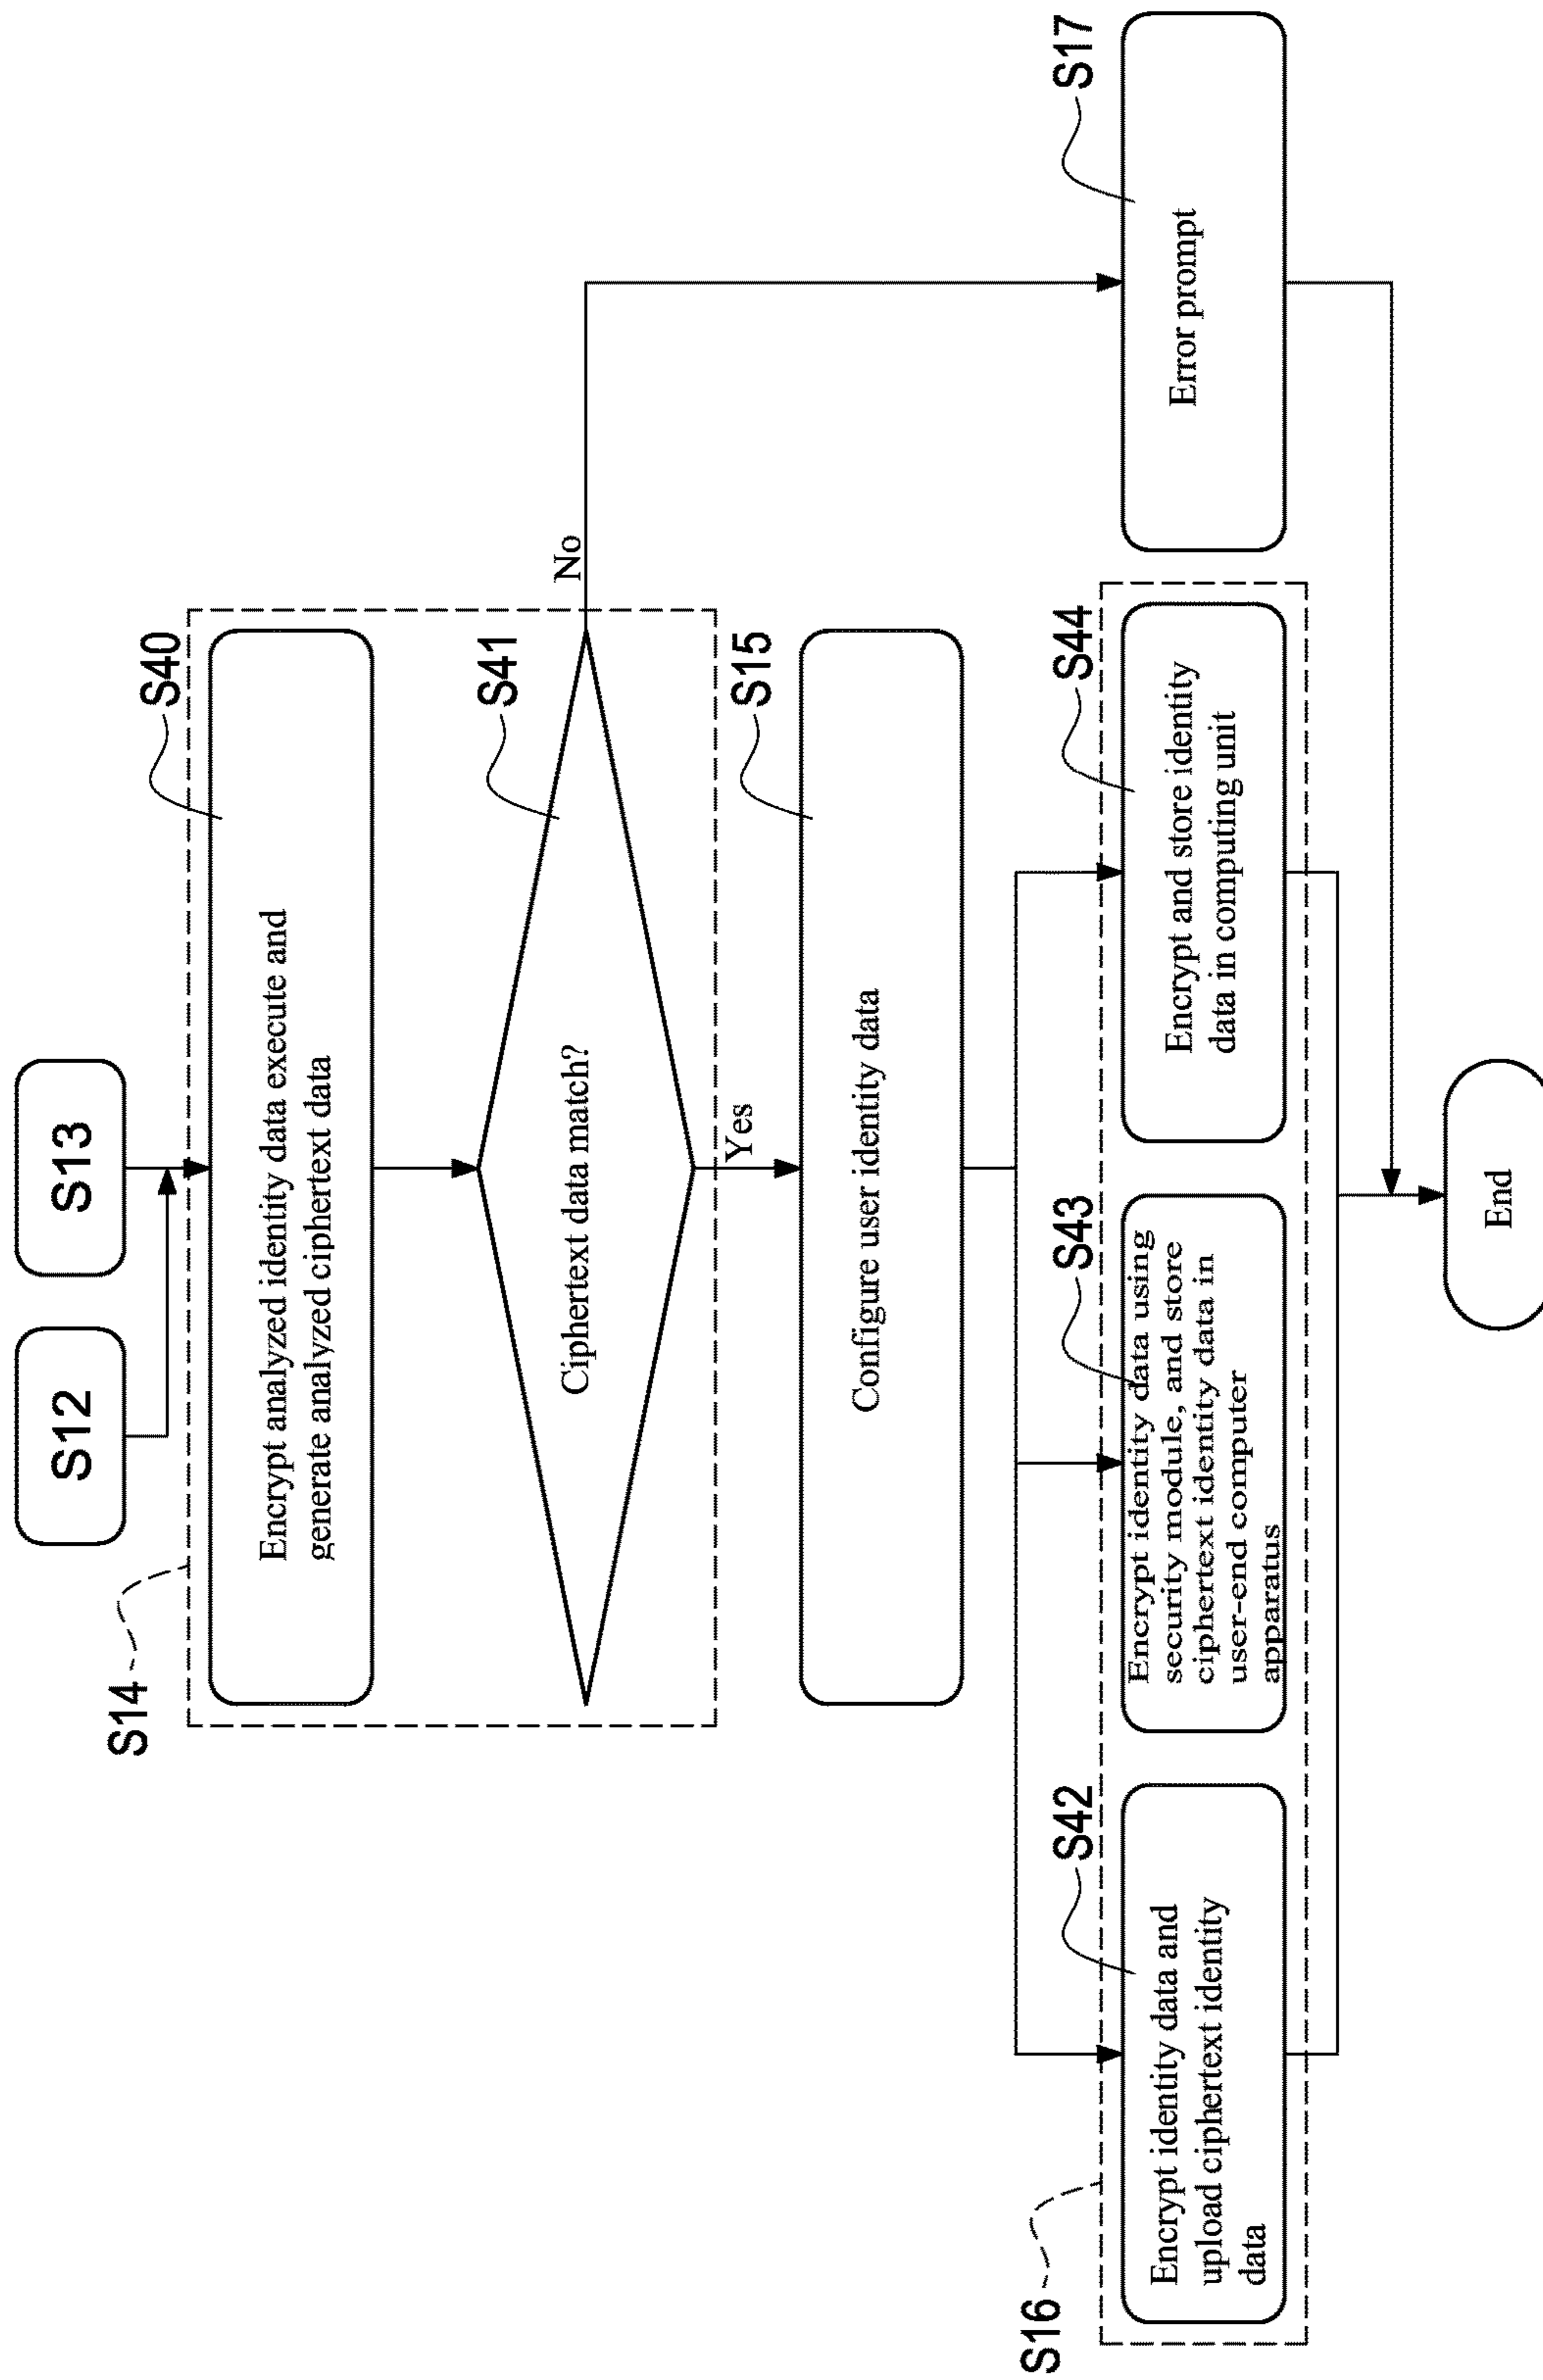 S12
S13
S14
S40
Encrypt analyzed identity data execute and
generate analyzed ciphertext data
S41
Ciphertext data match?
No
Yes
S15
Configure user identity data
S16
S42
Encrypt identity data and
upload ciphertext identity
data
S43
Encrypt identity data using
security module, and store
ciphertext identity data in
user-end computer
apparatus
S44
Encrypt and store identity
data in computing unit
S17
Error prompt
End